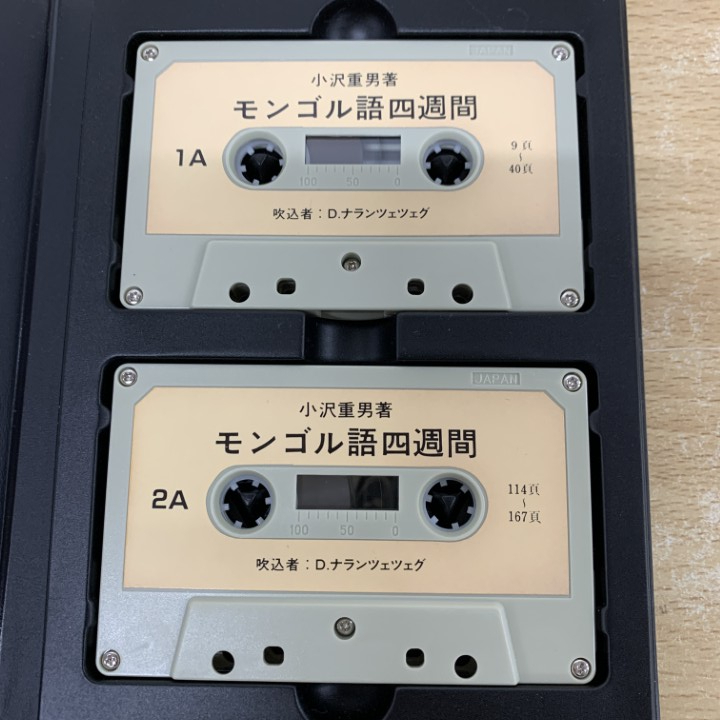 JAPAN
小沢重男著
モンゴル語四週間
1A
9頁
〜
40頁
100 50 0
吹込者:D.ナランツェツェグ
JAPAN
小沢重男著
モンゴル語四週間
2A
114頁
〜
167頁
100 50 0
吹込者:D.ナランツェツェグ